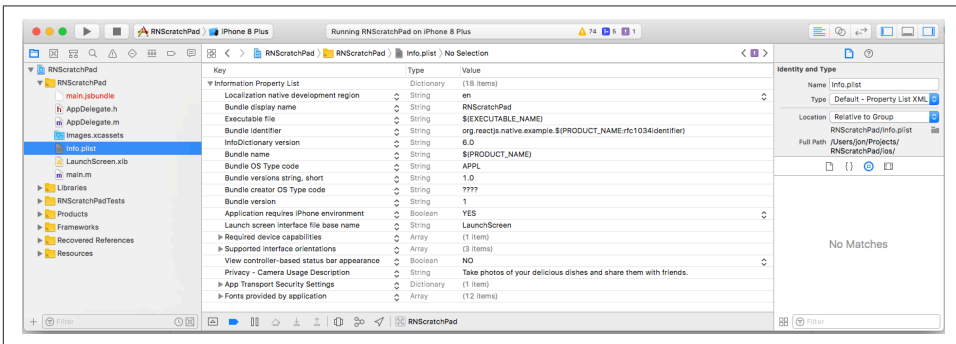 RNScratchPad
iPhone 8 Plus
Running RNScratchPad on iPhone 8 Plus
74
5
1
RNScratchPad
RNScratchPad
RNScratchPad
Info.plist
No Selection
Identity and Type
RNScratchPad
main.jsbundle
AppDelegate.h
AppDelegate.m
Images.xcassets
Info.plist
LaunchScreen.xib
main.m
Libraries
RNScratchPadTests
Products
Frameworks
Recovered References
Resources
Filter
Key Type Value
Information Property List Dictionary (18 items)
Localization native development region String en
Bundle display name String RNScratchPad
Executable file String $(EXECUTABLE_NAME)
Bundle identifier String org.reactjs.native.example.$(PRODUCT_NAME:rfc1034identifier)
InfoDictionary version String 6.0
Bundle name String $(PRODUCT_NAME)
Bundle OS Type code String APPL
Bundle versions string, short String 1.0
Bundle creator OS Type code String ????
Bundle version String 1
Application requires iPhone environment Boolean YES
Launch screen interface file base name String LaunchScreen
Required device capabilities Array (1 item)
Supported interface orientations Array (3 items)
View controller-based status bar appearance Boolean NO
Privacy - Camera Usage Description String Take photos of your delicious dishes and share them with friends.
App Transport Security Settings Dictionary (1 item)
Fonts provided by application Array (12 items)
RNScratchPad
Name Info.plist
Type Default - Property List XML
Location Relative to Group
RNScratchPad/Info.plist
Full Path /Users/jon/Projects/
RNScratchPad/ios/
No Matches
Filter